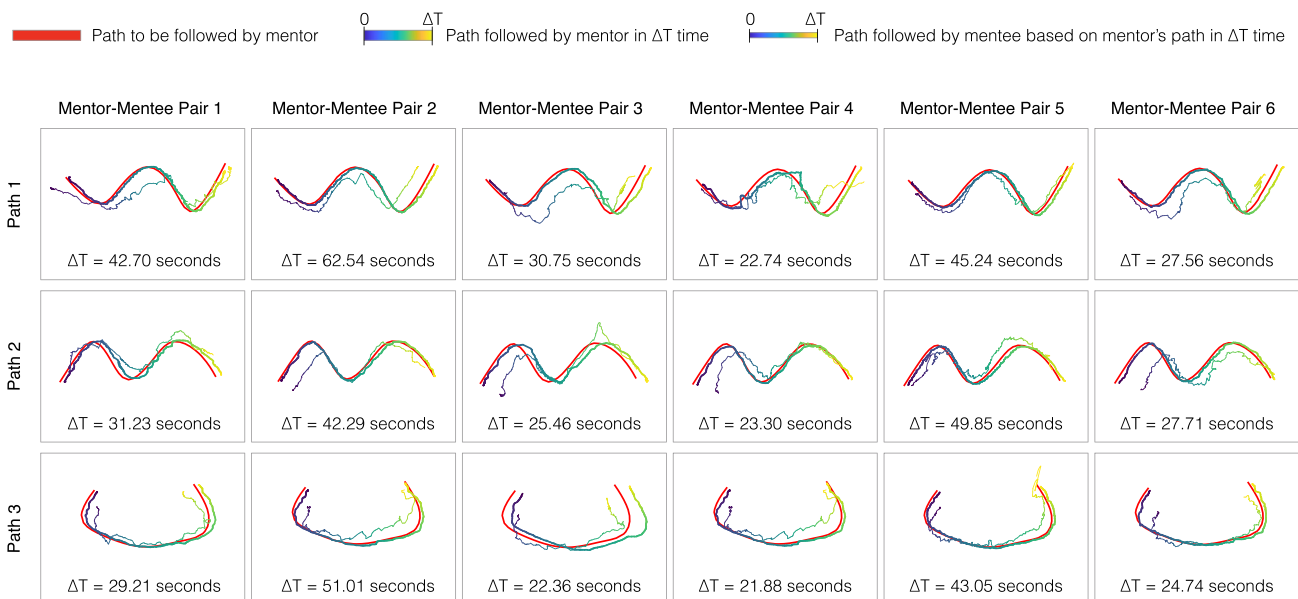 0 ΔT 0 ΔT
Path to be followed by mentor Path followed by mentor in ΔT time Path followed by mentee based on mentor's path in ΔT time
Mentor-Mentee Pair 1 Mentor-Mentee Pair 2 Mentor-Mentee Pair 3 Mentor-Mentee Pair 4 Mentor-Mentee Pair 5 Mentor-Mentee Pair 6
Path 1
ΔT = 42.70 seconds ΔT = 62.54 seconds ΔT = 30.75 seconds ΔT = 22.74 seconds ΔT = 45.24 seconds ΔT = 27.56 seconds
Path 2
ΔT = 31.23 seconds ΔT = 42.29 seconds ΔT = 25.46 seconds ΔT = 23.30 seconds ΔT = 49.85 seconds ΔT = 27.71 seconds
Path 3
ΔT = 29.21 seconds ΔT = 51.01 seconds ΔT = 22.36 seconds ΔT = 21.88 seconds ΔT = 43.05 seconds ΔT = 24.74 seconds